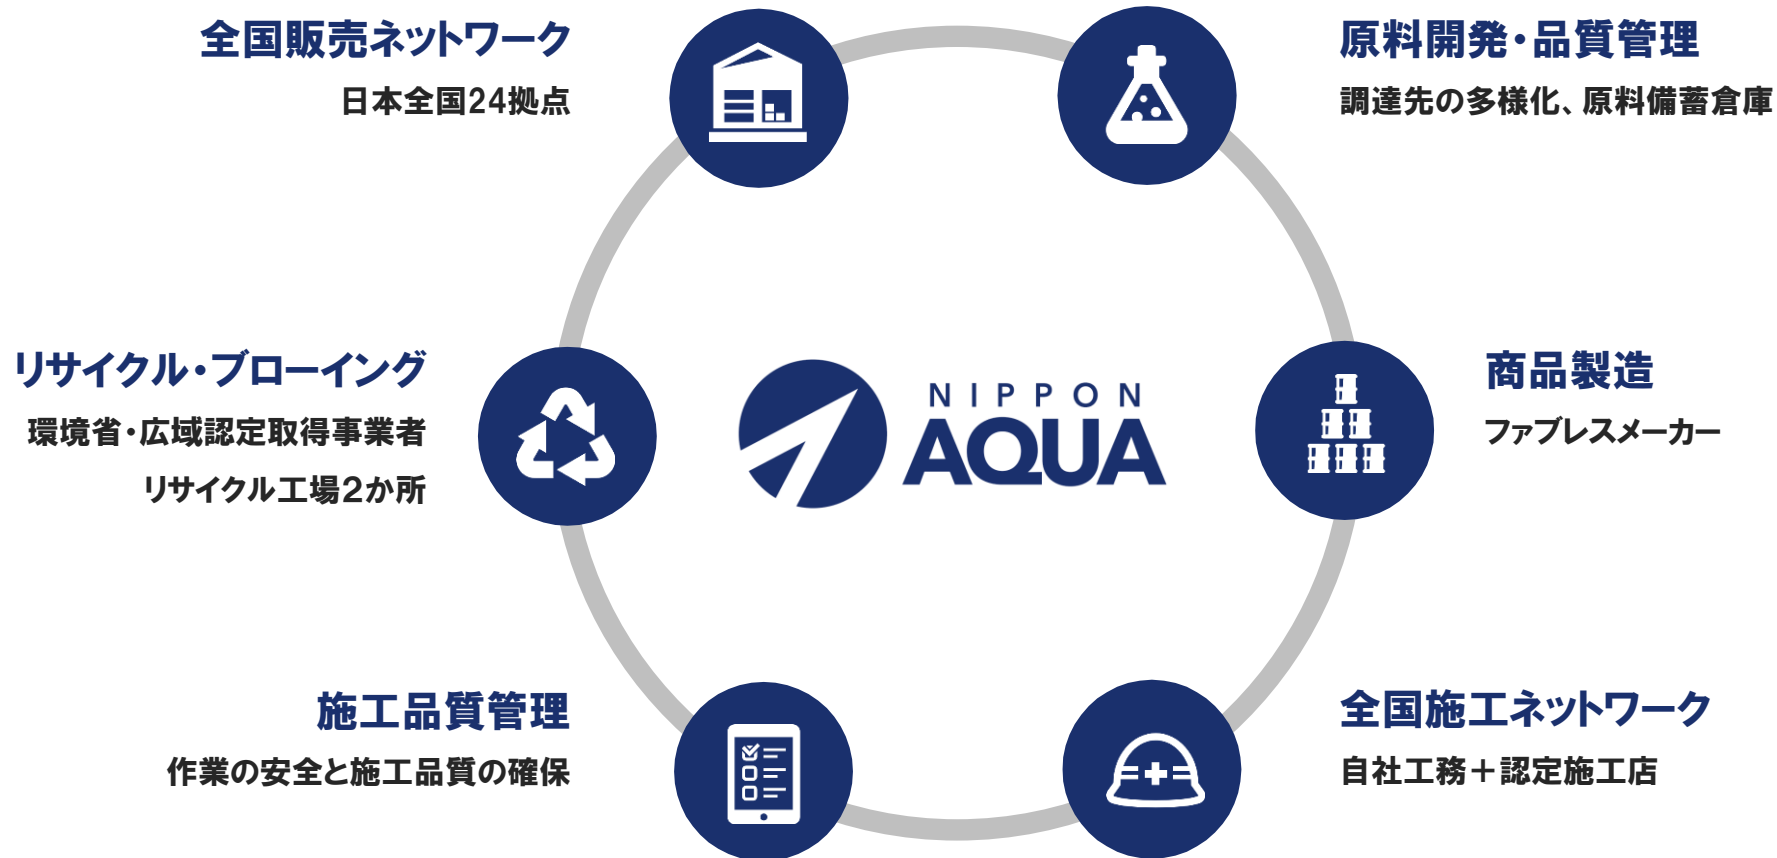 全国販売ネットワーク
日本全国24拠点
原料開発・品質管理
調達先の多様化、原料備蓄倉庫
リサイクル・ブローイング
環境省・広域認定取得事業者
リサイクル工場2か所
NIPPON
AQUA
商品製造
ファブレスメーカー
施工品質管理
作業の安全と施工品質の確保
全国施工ネットワーク
自社工務＋認定施工店